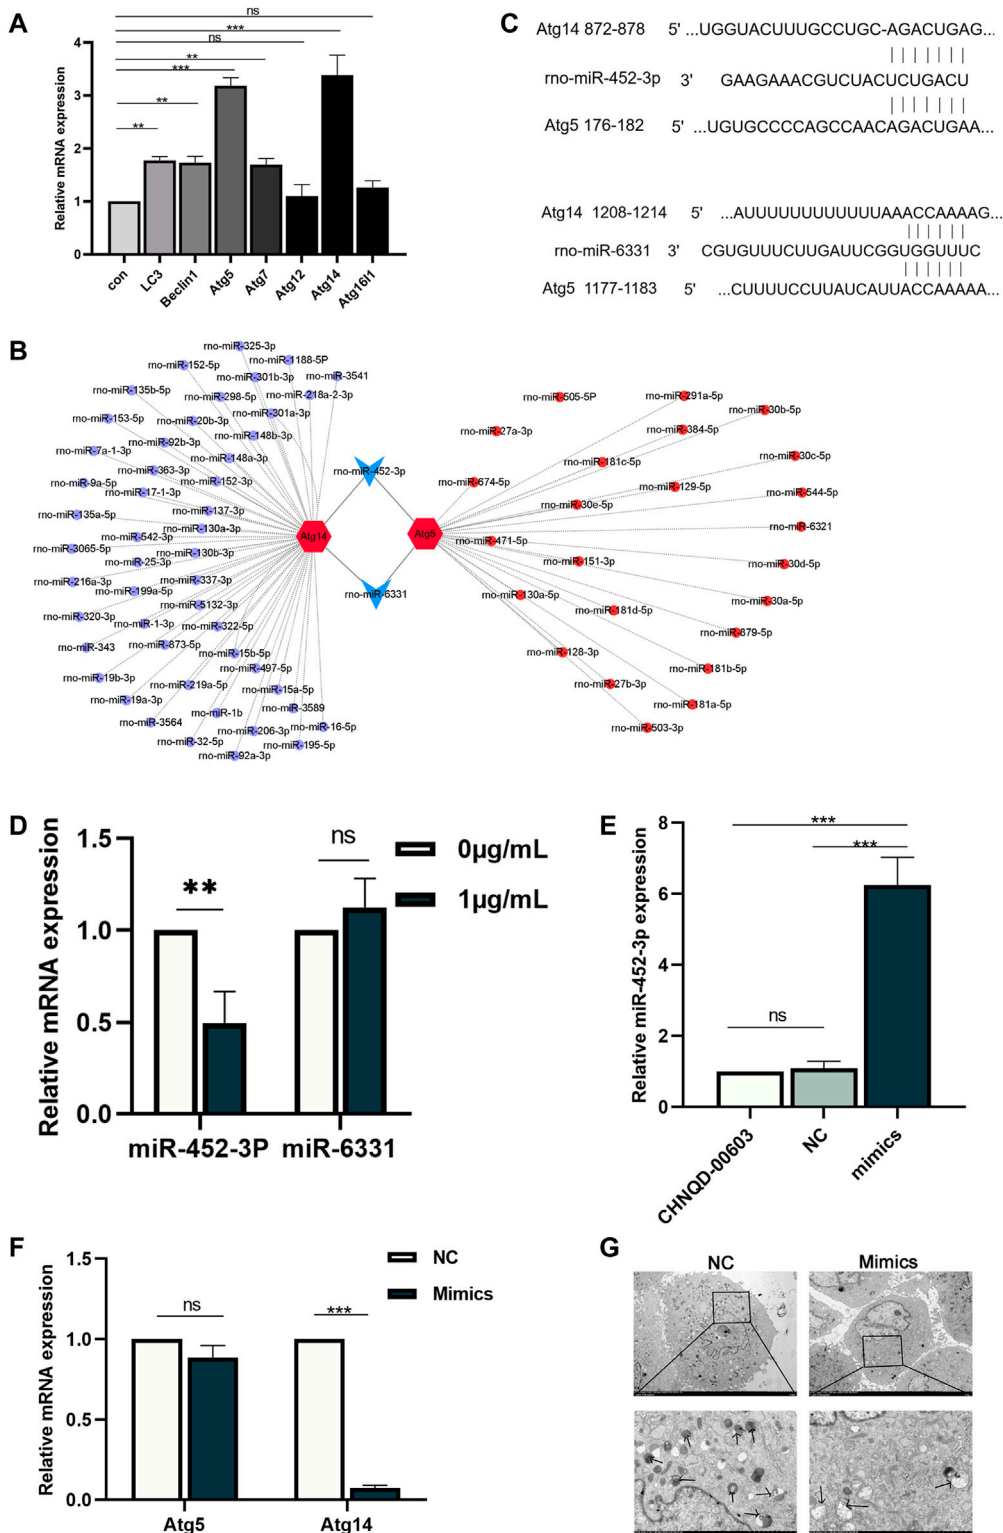 A
ns
***
ns
**
***
**
**
Relative mRNA expression
4
3
2
1
0
con
LC3
Beclin1
Atg5
Atg7
Atg12
Atg14
Atg16l1
C
Atg14 872-878 5' ...UGGUACUUUGCCUGC-AGACUGAG...
rno-miR-452-3p 3' GAAGAAACGUCUACUCUGACU
Atg5 176-182 5' ...UGUGCCCCAGCCAACAGACUGAA...
Atg14 1208-1214 5' ...AUUUUUUUUUUUUAAACCAAAAG...
rno-miR-6331 3' CGUGUUUCUUGAUUCGGUGGUUUC
Atg5 1177-1183 5' ...CUUUUCCUUAUCAUUACCAAAAA...
B
rno-miR-325-3p
rno-miR-1188-5P
rno-miR-152-5p
rno-miR-301b-3p
rno-miR-3541
rno-miR-135b-5p
rno-miR-298-5p
rno-miR-218a-2-3p
rno-miR-301a-3p
rno-miR-153-5p
rno-miR-20b-3p
rno-miR-148b-3p
rno-miR-92b-3p
rno-miR-7a-1-3p
rno-miR-148a-3p
rno-miR-363-3p
rno-miR-9a-5p
rno-miR-152-3p
rno-miR-17-1-3p
rno-miR-137-3p
rno-miR-135a-5p
rno-miR-130a-3p
rno-miR-542-3p
rno-miR-3065-5p
rno-miR-130b-3p
rno-miR-25-3p
rno-miR-216a-3p
rno-miR-337-3p
rno-miR-199a-5p
rno-miR-5132-3p
rno-miR-320-3p
rno-miR-1-3p
rno-miR-322-5p
rno-miR-343
rno-miR-873-5p
rno-miR-15b-5p
rno-miR-497-5p
rno-miR-19b-3p
rno-miR-219a-5p
rno-miR-15a-5p
rno-miR-19a-3p
rno-miR-3589
rno-miR-1b
rno-miR-3564
rno-miR-16-5p
rno-miR-206-3p
rno-miR-32-5p
rno-miR-195-5p
rno-miR-92a-3p
rno-miR-452-3p
Atg14
Atg5
rno-miR-6331
rno-miR-505-5P
rno-miR-291a-5p
rno-miR-30b-5p
rno-miR-27a-3p
rno-miR-384-5p
rno-miR-30c-5p
rno-miR-181c-5p
rno-miR-674-5p
rno-miR-129-5p
rno-miR-544-5p
rno-miR-30e-5p
rno-miR-6321
rno-miR-471-5p
rno-miR-151-3p
rno-miR-30d-5p
rno-miR-130a-5p
rno-miR-30a-5p
rno-miR-181d-5p
rno-miR-879-5p
rno-miR-128-3p
rno-miR-181b-5p
rno-miR-27b-3p
rno-miR-181a-5p
rno-miR-503-3p
D
Relative mRNA expression
1.5
1.0
0.5
0.0
**
ns
0µg/mL
1µg/mL
miR-452-3P
miR-6331
E
Relative miR-452-3p expression
8
6
4
2
0
***
***
ns
CHNQD-00603
NC
mimics
F
Relative mRNA expression
1.5
1.0
0.5
0.0
ns
***
NC
Mimics
Atg5
Atg14
G
NC
Mimics